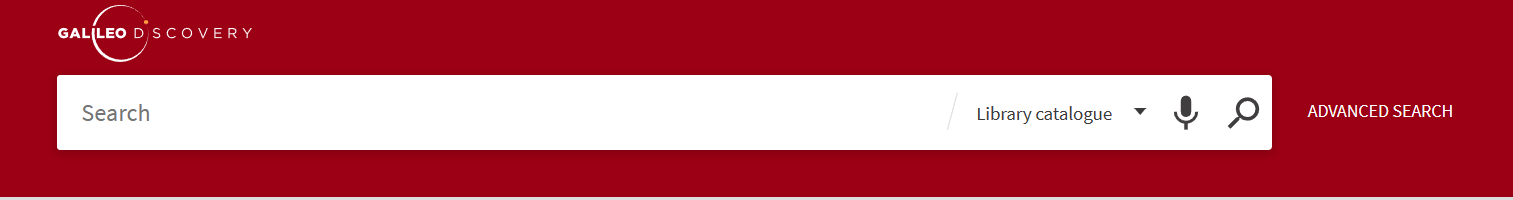 GALILEO DISCOVERY
Search
Library catalogue
ADVANCED SEARCH